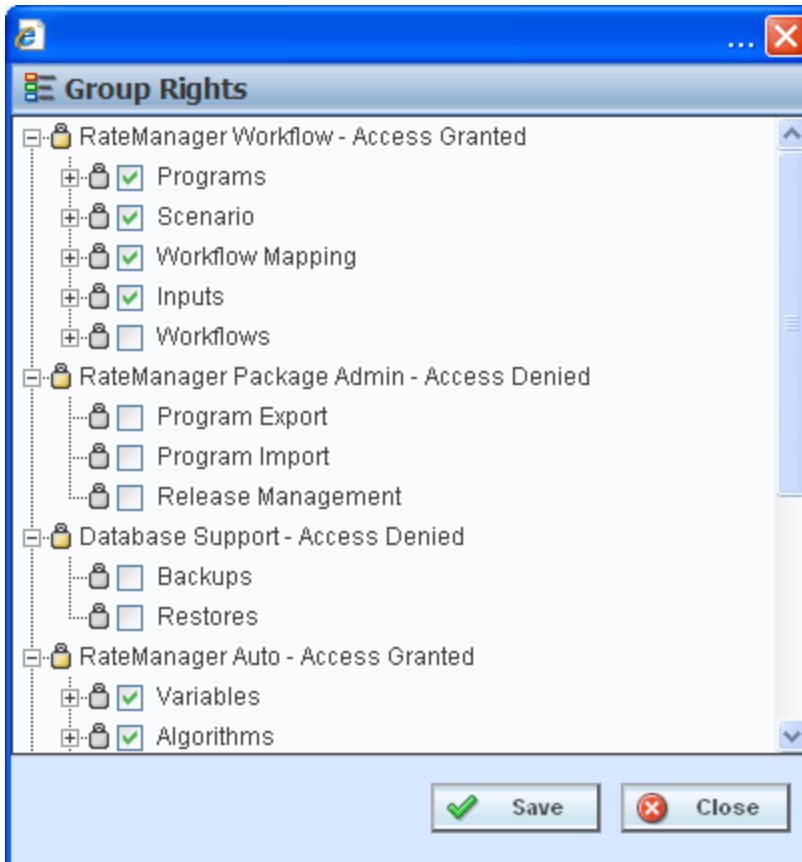 ...
Group Rights
RateManager Workflow - Access Granted
Programs
Scenario
Workflow Mapping
Inputs
Workflows
RateManager Package Admin - Access Denied
Program Export
Program Import
Release Management
Database Support - Access Denied
Backups
Restores
RateManager Auto - Access Granted
Variables
Algorithms
Save Close